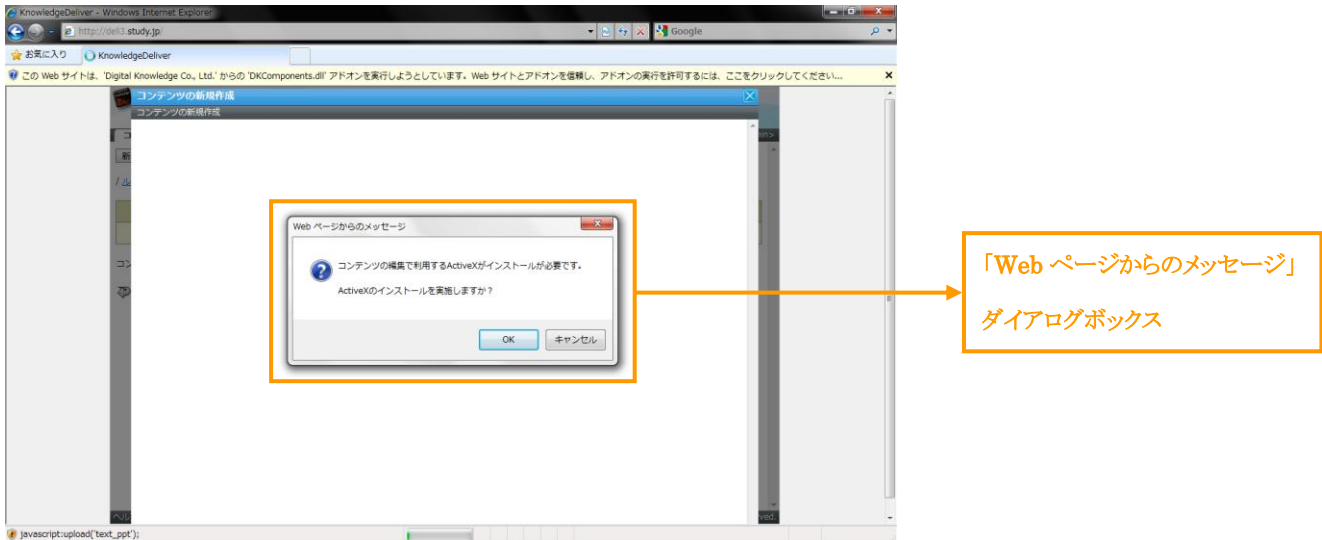 KnowledgeDeliver - Windows Internet Explorer
http://deli3.study.jp
Google
お気に入り
KnowledgeDeliver
この Web サイトは、'Digital Knowledge Co., Ltd.' からの 'DKComponents.dll' アドオンを実行しようとしています。Web サイトとアドオンを信頼し、アドオンの実行を許可するには、ここをクリックしてください...
コンテンツの新規作成
コンテンツの新規作成
Web ページからのメッセージ
コンテンツの編集で利用するActiveXがインストールが必要です。
ActiveXのインストールを実施しますか？
OK
キャンセル
「Web ページからのメッセージ」
ダイアログボックス
javascript:upload('text_ppt');